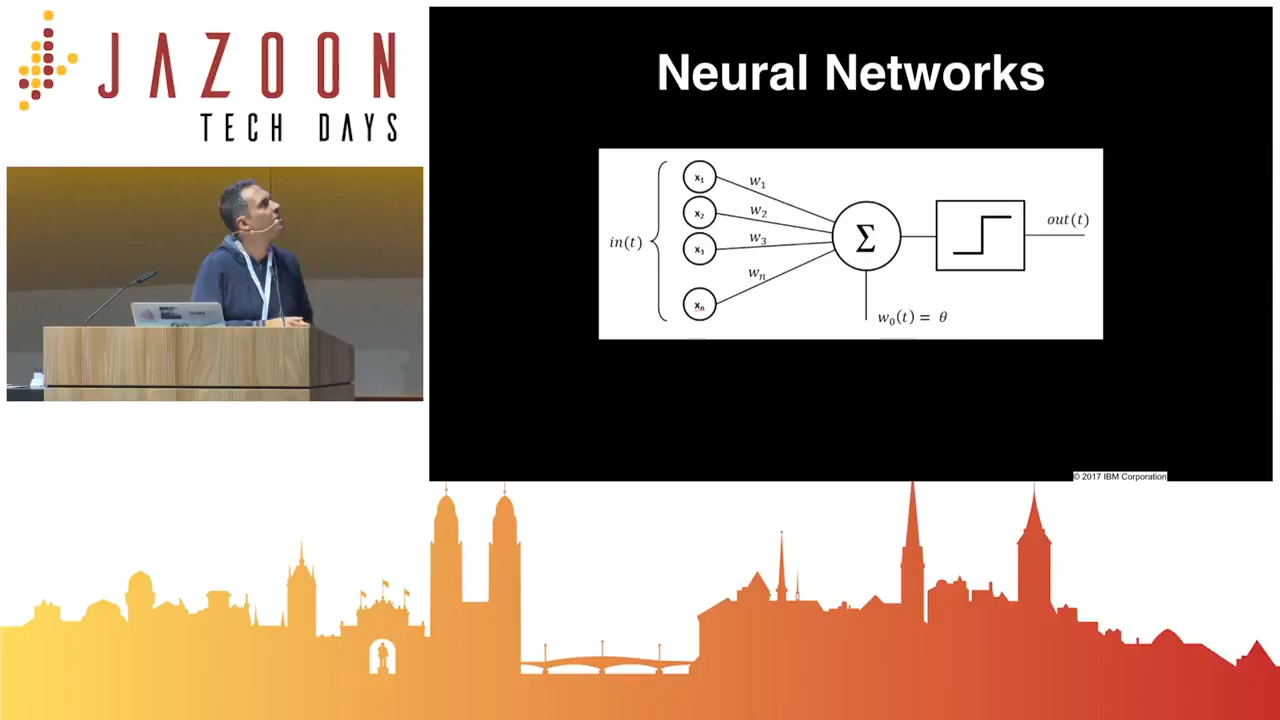 JAZOON
TECH DAYS
Neural Networks
in(t)
x1
x2
x3
xn
w1
w2
w3
wn
Σ
w0(t) = θ
out(t)
© 2017 IBM Corporation